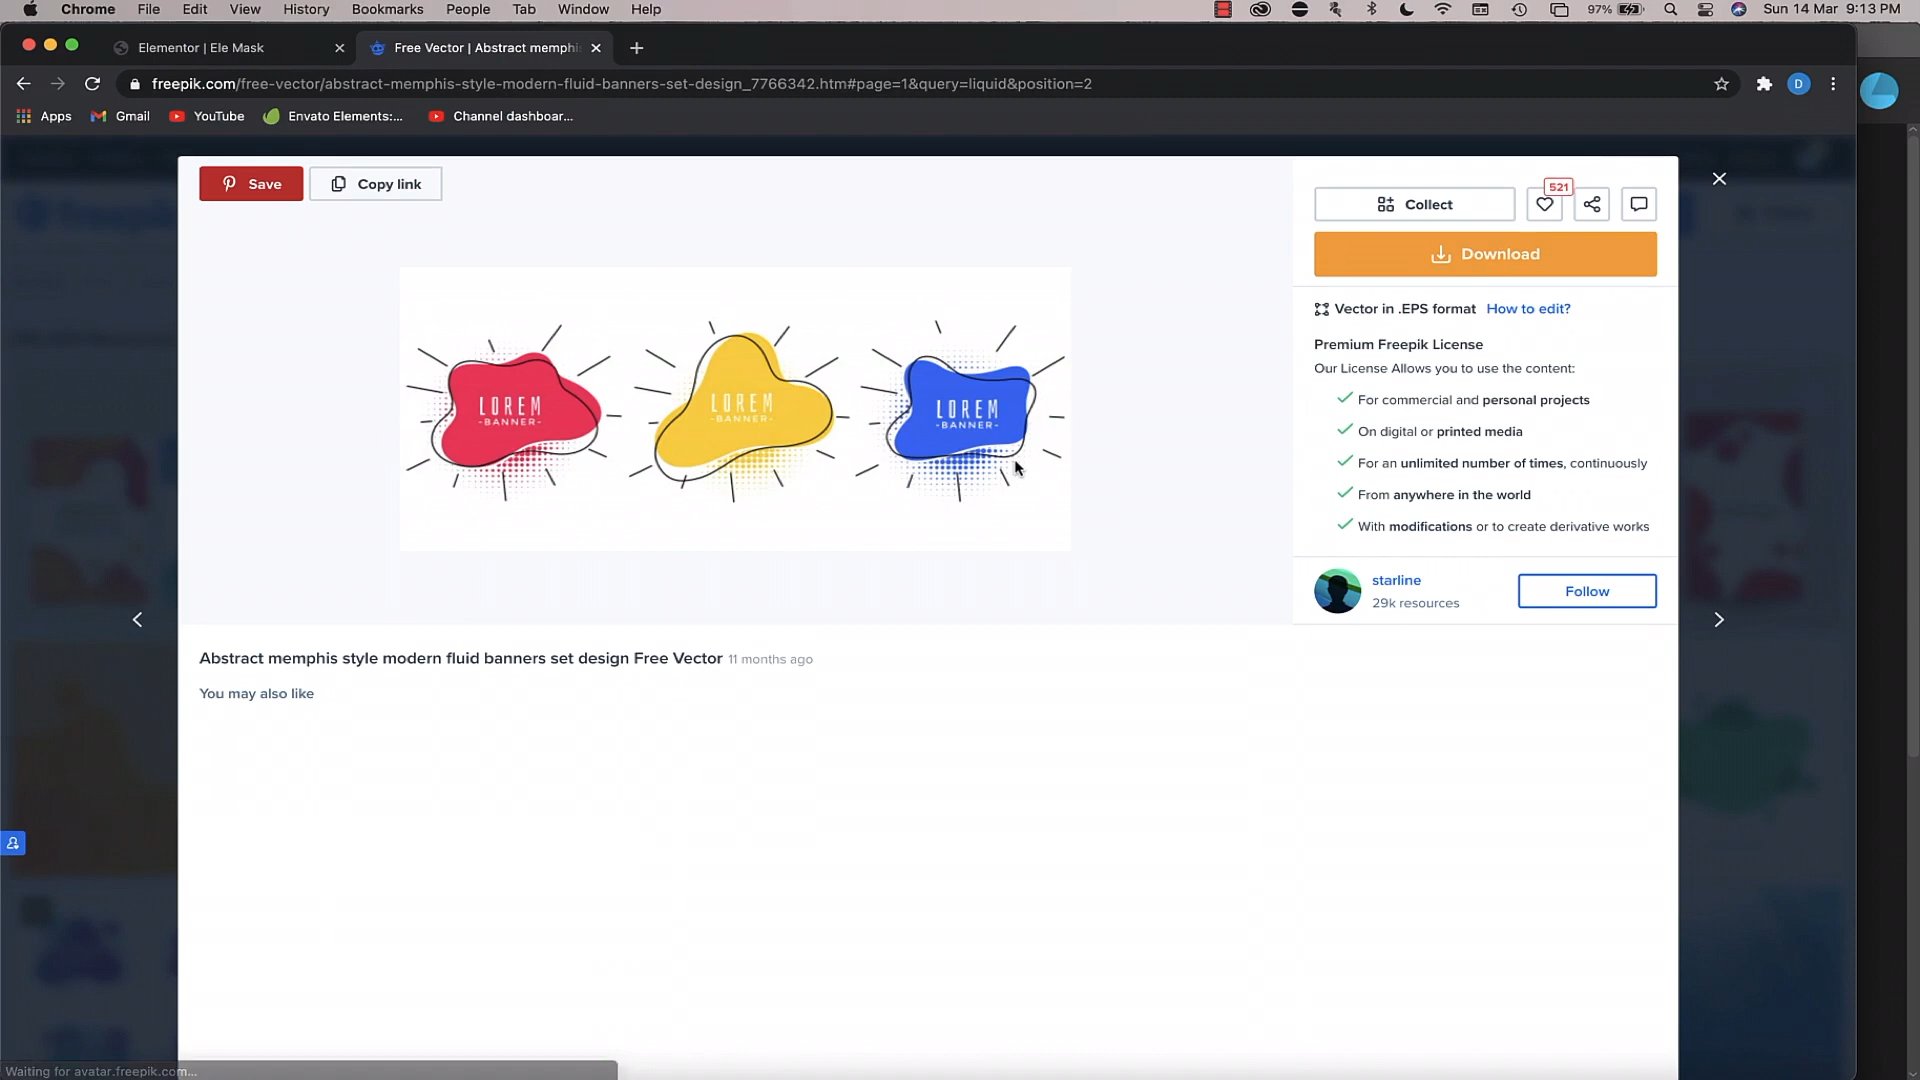 Chrome File Edit View History Bookmarks People Tab Window Help 97% Sun 14 Mar 9:13 PM
Elementor | Ele Mask Free Vector | Abstract memphi
freepik.com/free-vector/abstract-memphis-style-modern-fluid-banners-set-design_7766342.htm#page=1&query=liquid&position=2 D
Apps Gmail YouTube Envato Elements:... Channel dashboar...
Save Copy link
521
Collect
Download
Vector in .EPS format How to edit?
Premium Freepik License
Our License Allows you to use the content:
For commercial and personal projects
On digital or printed media
For an unlimited number of times, continuously
From anywhere in the world
With modifications or to create derivative works
LOREM LOREM LOREM
-BANNER- -BANNER- -BANNER-
starline
29k resources
Follow
Abstract memphis style modern fluid banners set design Free Vector 11 months ago
You may also like
Waiting for avatar.freepik.com...